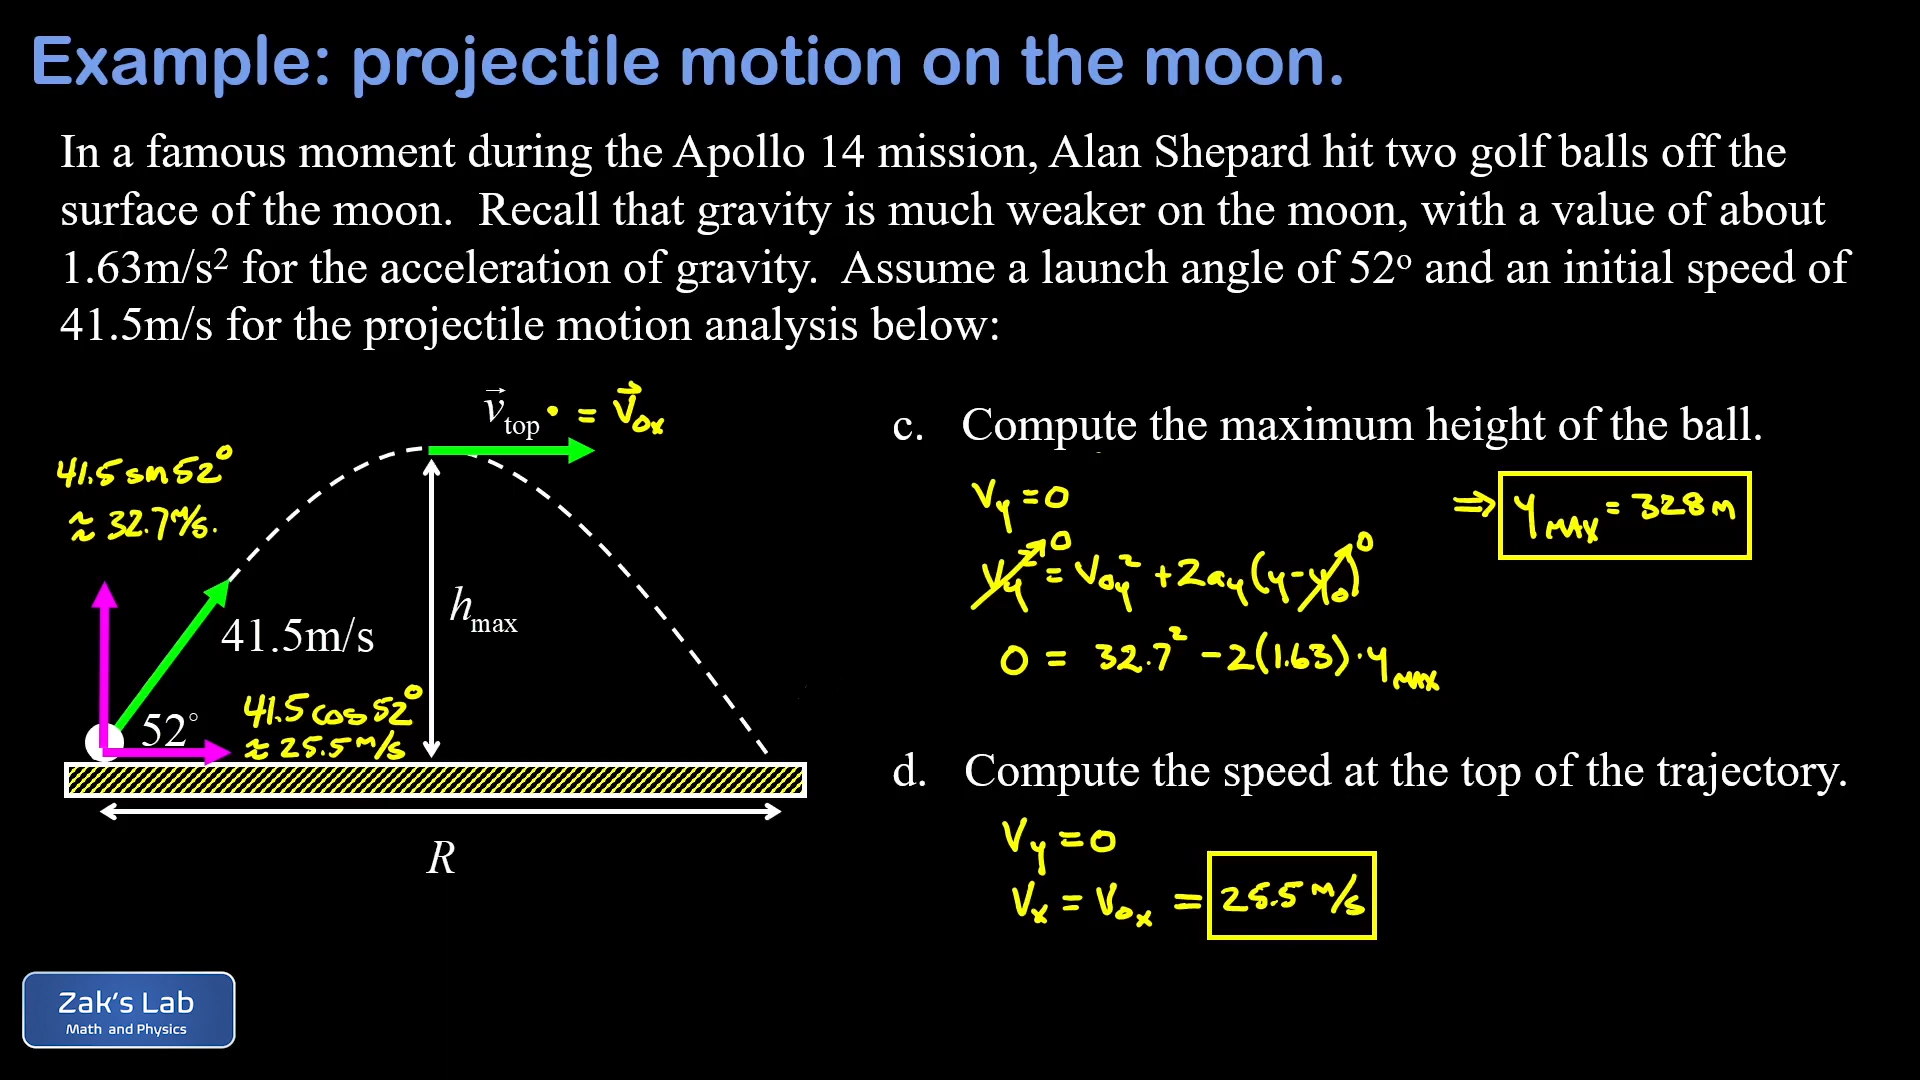 Example: projectile motion on the moon.
In a famous moment during the Apollo 14 mission, Alan Shepard hit two golf balls off the
surface of the moon.  Recall that gravity is much weaker on the moon, with a value of about
1.63m/s² for the acceleration of gravity.  Assume a launch angle of 52° and an initial speed of
41.5m/s for the projectile motion analysis below:
v⃗top · = v⃗ox
41.5 sin 52°
≈ 32.7 m/s.
41.5m/s
hmax
52°
41.5 cos 52°
≈ 25.5 m/s
R
c. Compute the maximum height of the ball.
Vy = 0
⇒ yMAX = 328 m
Vy² → 0 = Voy² + 2ay(y - yo) → 0
0 = 32.7² - 2(1.63)·yMAX
d. Compute the speed at the top of the trajectory.
Vy = 0
Vx = Vox = 25.5 m/s
Zak's Lab
Math and Physics